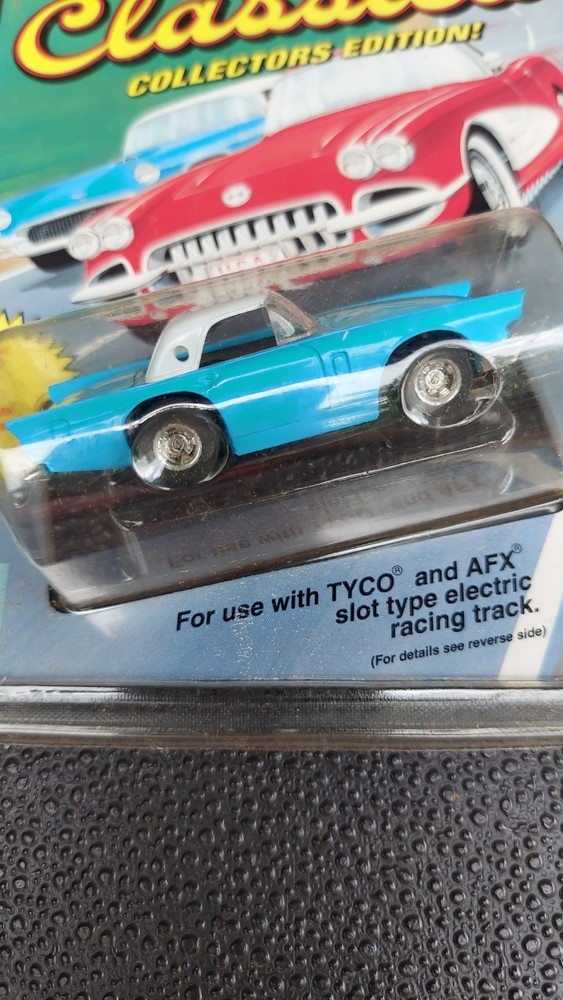 Classics
COLLECTORS EDITION!
For use with TYCO® and AFX®
slot type electric
racing track.
(For details see reverse side)